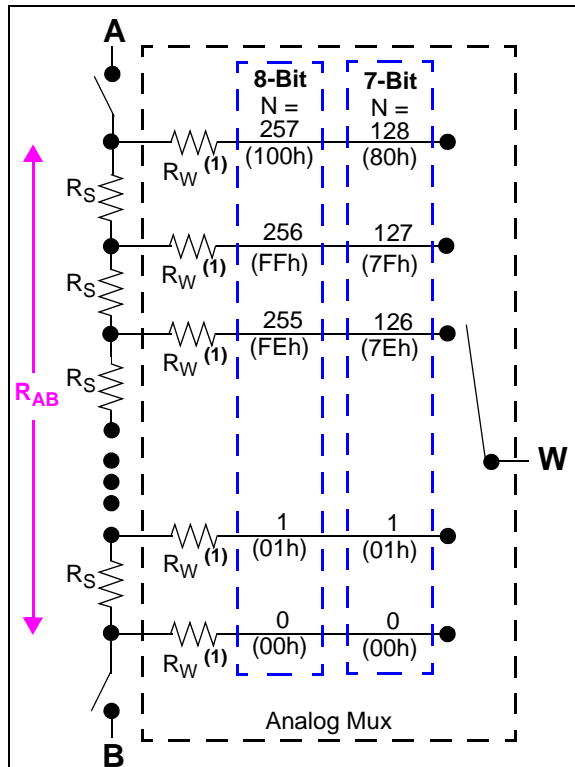 A
8-Bit 7-Bit
N = N =
257 128
(100h) (80h)
RW (1)
RS
256 127
(FFh) (7Fh)
RW (1)
RS
255 126
(FEh) (7Eh)
RW (1)
RS
RAB
W
1 1
(01h) (01h)
RW (1)
RS
0 0
(00h) (00h)
RW (1)
Analog Mux
B